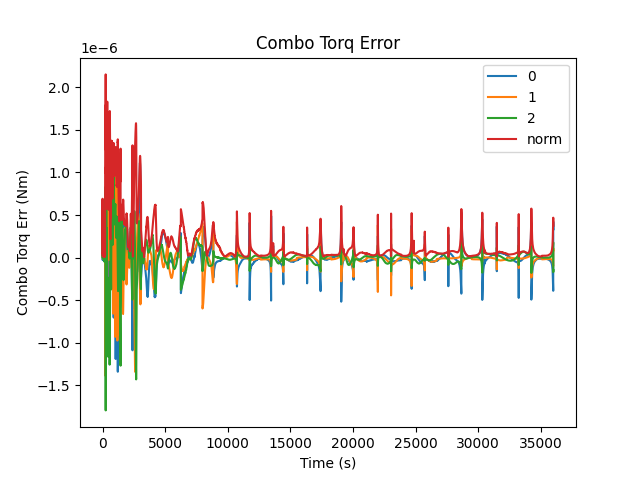 Combo Torq Error
1e−6
2.0
1.5
1.0
0.5
0.0
−0.5
−1.0
−1.5
Combo Torq Err (Nm)
0
1
2
norm
0 5000 10000 15000 20000 25000 30000 35000
Time (s)